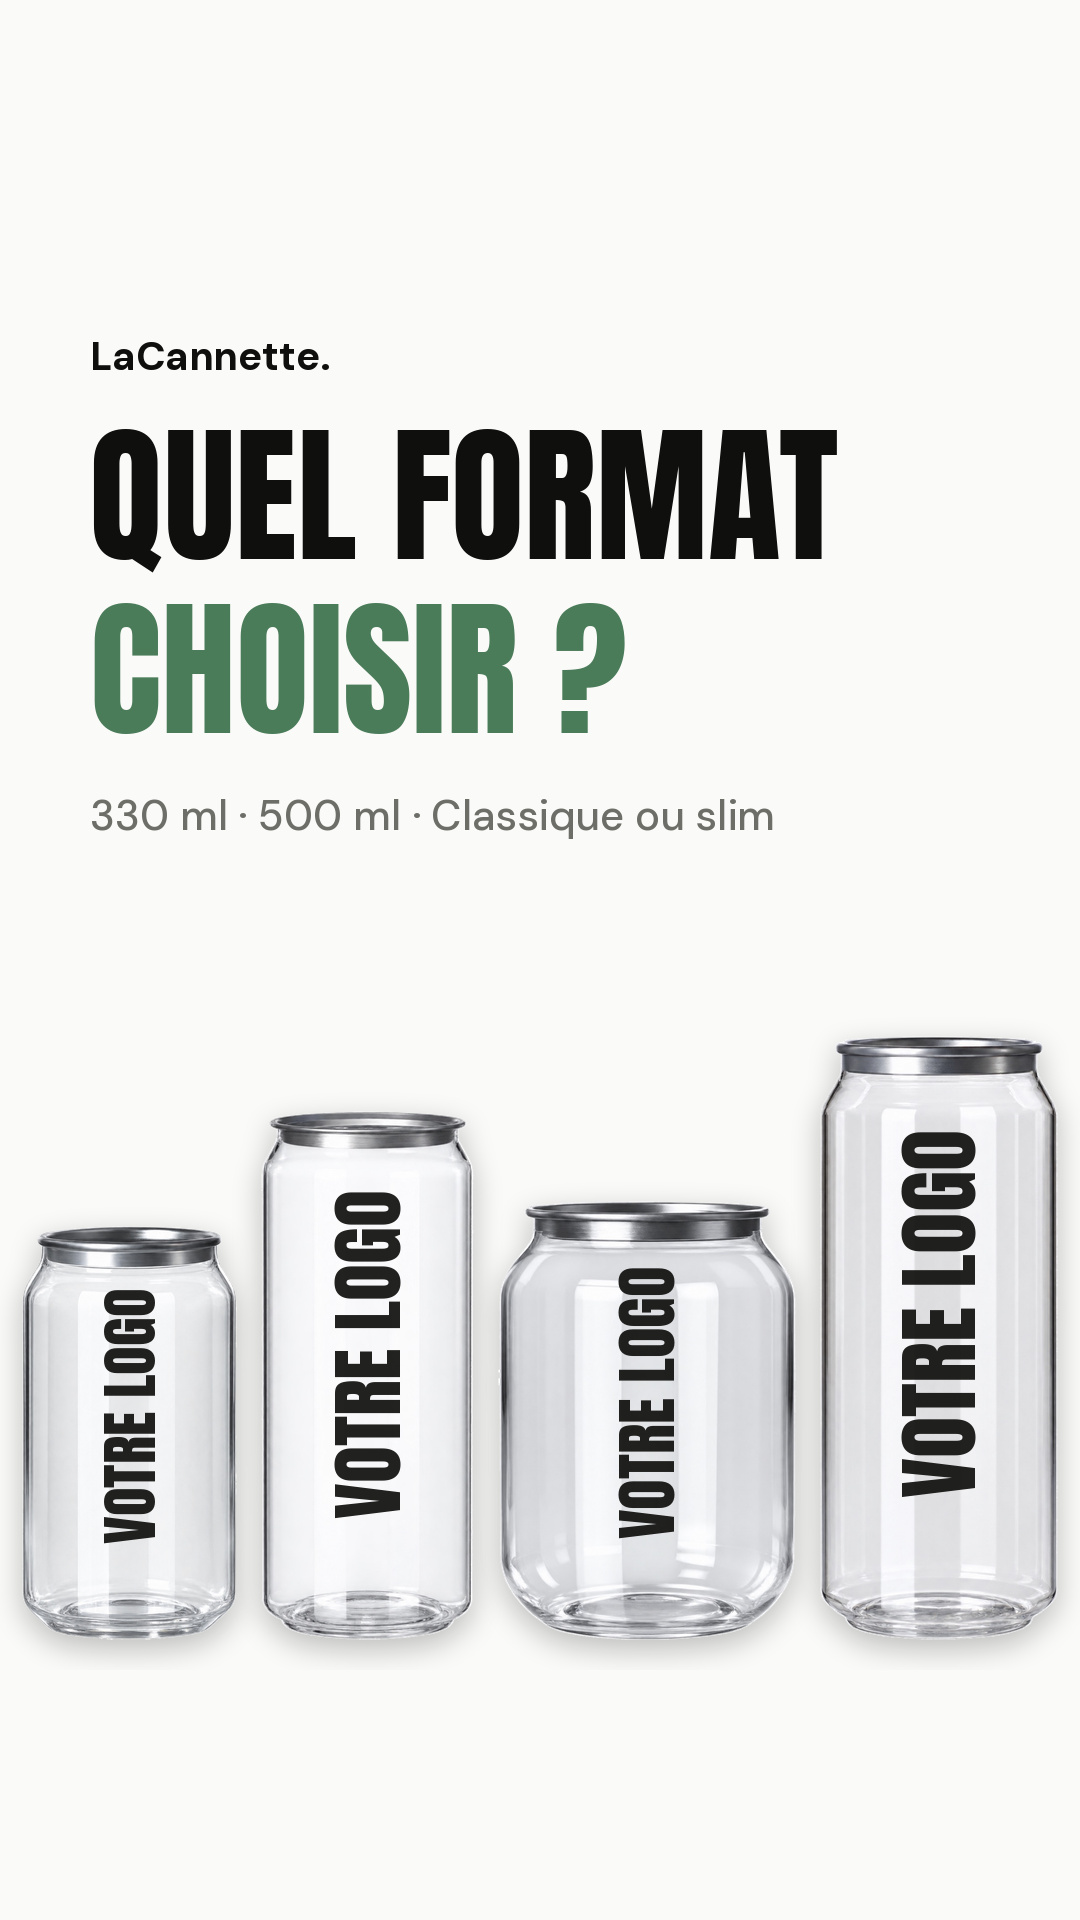 LaCannette.
QUEL FORMAT
CHOISIR ?
330 ml · 500 ml · Classique ou slim
VOTRE LOGO
VOTRE LOGO
VOTRE LOGO
VOTRE LOGO